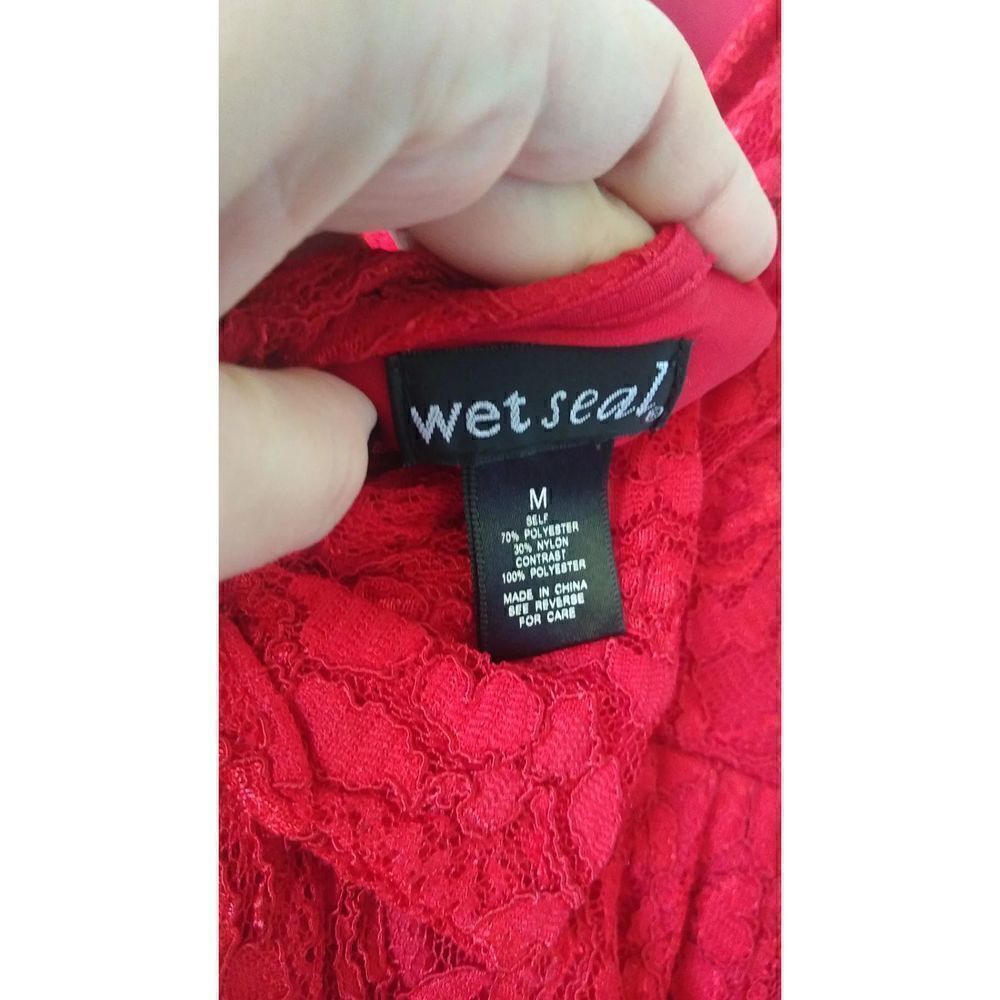 wet seal®
M
SELF
70% POLYESTER
30% NYLON
CONTRAST
100% POLYESTER
MADE IN CHINA
SEE REVERSE
FOR CARE